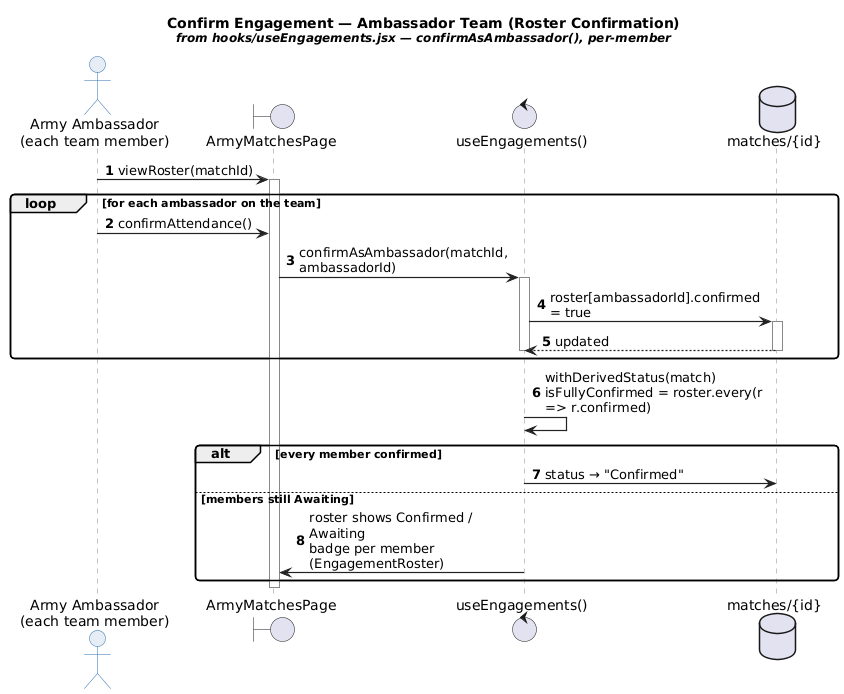 Confirm Engagement — Ambassador Team (Roster Confirmation)
from hooks/useEngagements.jsx — confirmAsAmbassador(), per-member
Army Ambassador
(each team member)
ArmyMatchesPage
useEngagements()
matches/{id}
1 viewRoster(matchId)
loop [for each ambassador on the team]
2 confirmAttendance()
3 confirmAsAmbassador(matchId,
ambassadorId)
4 roster[ambassadorId].confirmed
= true
5 updated
6 withDerivedStatus(match)
isFullyConfirmed = roster.every(r
=> r.confirmed)
alt [every member confirmed]
7 status → "Confirmed"
[members still Awaiting]
8 roster shows Confirmed /
Awaiting
badge per member
(EngagementRoster)
Army Ambassador
(each team member)
ArmyMatchesPage
useEngagements()
matches/{id}